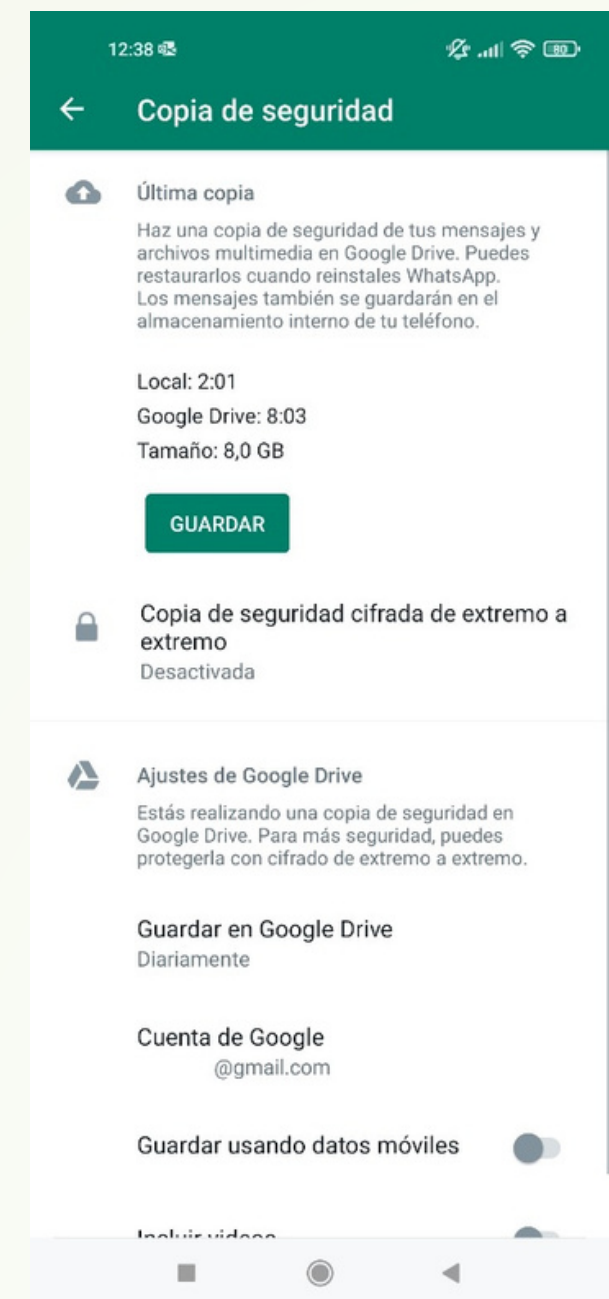 12:38
80
Copia de seguridad
Última copia
Haz una copia de seguridad de tus mensajes y
archivos multimedia en Google Drive. Puedes
restaurarlos cuando reinstales WhatsApp.
Los mensajes también se guardarán en el
almacenamiento interno de tu teléfono.
Local: 2:01
Google Drive: 8:03
Tamaño: 8,0 GB
GUARDAR
Copia de seguridad cifrada de extremo a
extremo
Desactivada
Ajustes de Google Drive
Estás realizando una copia de seguridad en
Google Drive. Para más seguridad, puedes
protegerla con cifrado de extremo a extremo.
Guardar en Google Drive
Diariamente
Cuenta de Google
@gmail.com
Guardar usando datos móviles
Incluir videos